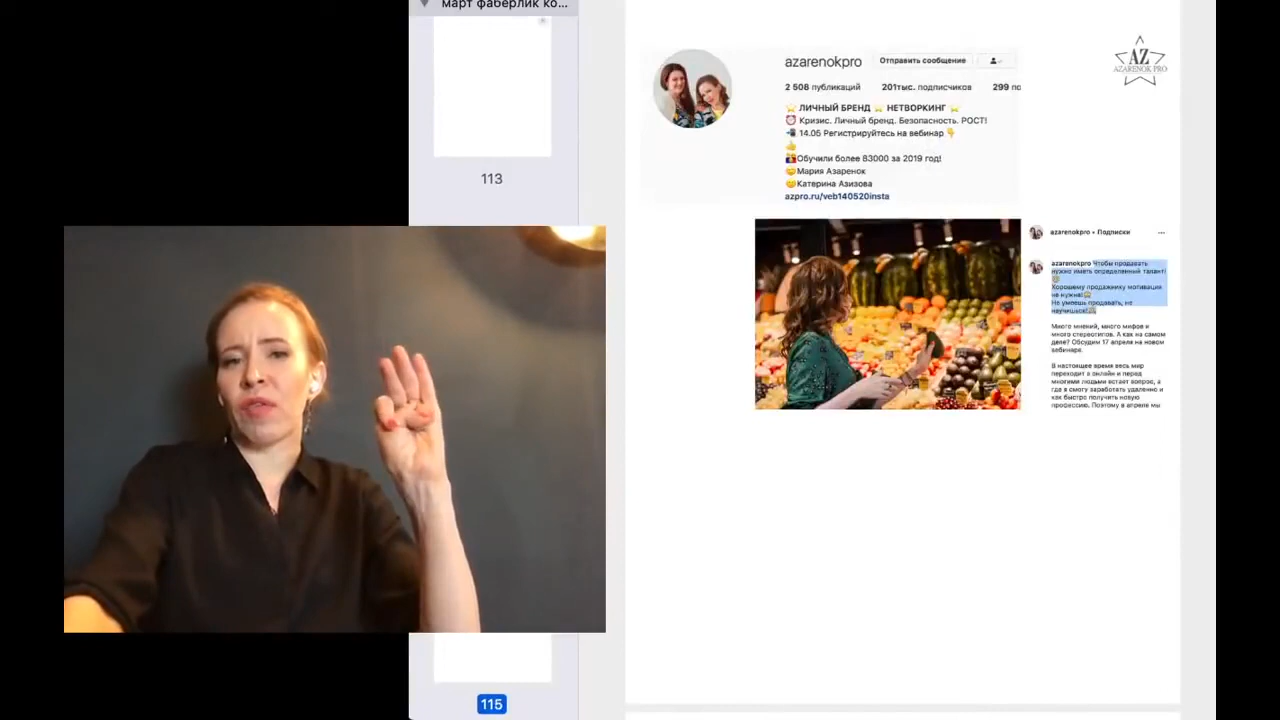 март фаберлик ко...
113
115
azarenokpro
Отправить сообщение
2 508 публикаций 201тыс. подписчиков 299 по
ЛИЧНЫЙ БРЕНД НЕТВОРКИНГ
Кризис. Личный бренд. Безопасность. РОСТ!
14.05 Регистрируйтесь на вебинар
Обучили более 83000 за 2019 год!
Мария Азаренок
Катерина Азизова
azpro.ru/veb140520insta
AZ
AZARENOK PRO
azarenokpro • Подписки ...
azarenokpro Чтобы продавать
нужно иметь определенный талант!
Хорошему продажнику мотивация
не нужна!
Не умеешь продавать, не
научишься!
Много мнений, много мифов и
много стереотипов. А как на самом
деле? Обсудим 17 апреля на новом
вебинаре.
В настоящее время весь мир
переходит в онлайн и перед
многими людьми встает вопрос, а
где я смогу заработать удаленно и
как быстро получить новую
профессию. Поэтому в апреле мы